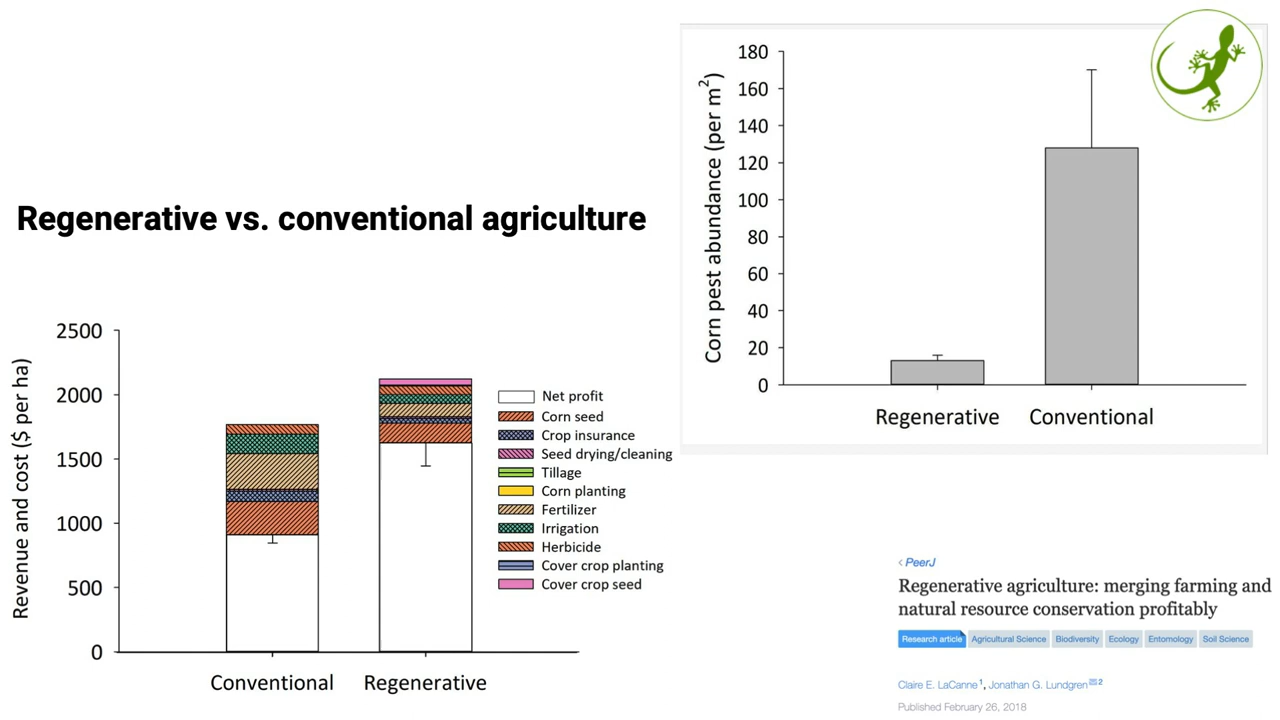 Regenerative vs. conventional agriculture
Revenue and cost ($ per ha)
2500
2000
1500
1000
500
0
Conventional
Regenerative
Net profit
Corn seed
Crop insurance
Seed drying/cleaning
Tillage
Corn planting
Fertilizer
Irrigation
Herbicide
Cover crop planting
Cover crop seed
Corn pest abundance (per m²)
180
160
140
120
100
80
60
40
20
0
Regenerative
Conventional
‹ PeerJ
Regenerative agriculture: merging farming and
natural resource conservation profitably
Research article Agricultural Science Biodiversity Ecology Entomology Soil Science
Claire E. LaCanne¹, Jonathan G. Lundgren✉2
Published February 26, 2018